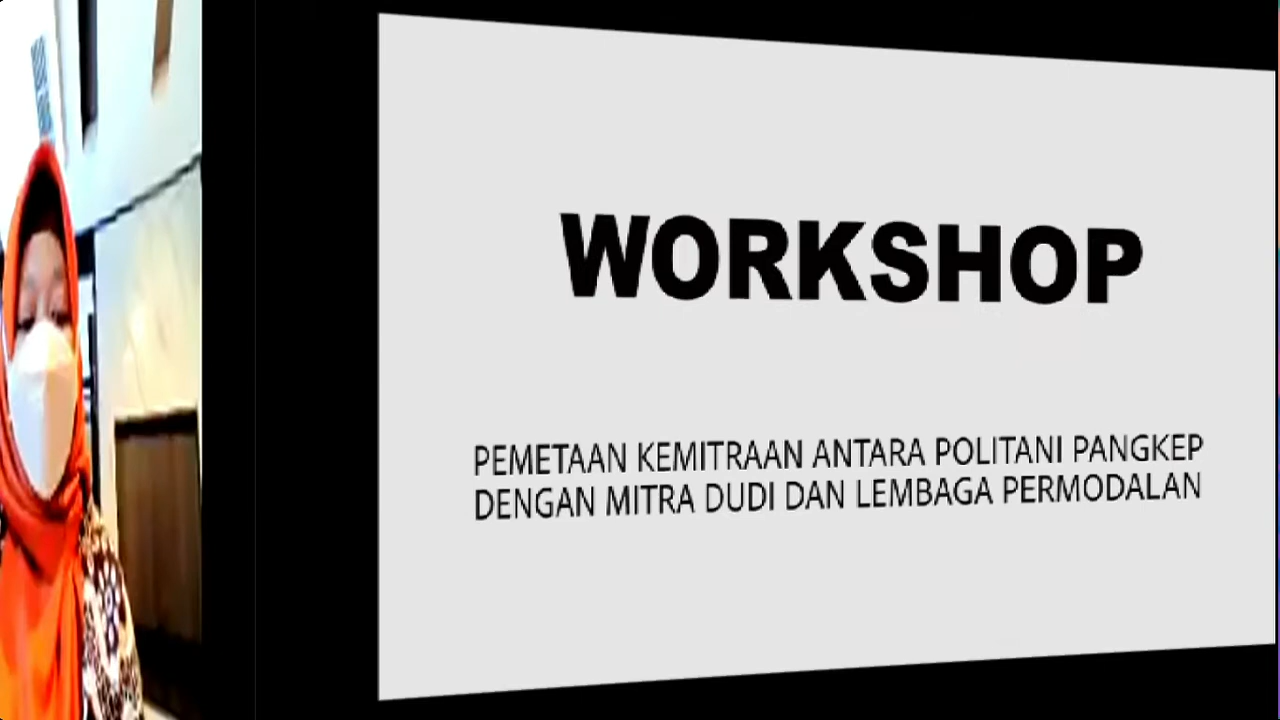 WORKSHOP
PEMETAAN KEMITRAAN ANTARA POLITANI PANGKEP
DENGAN MITRA DUDI DAN LEMBAGA PERMODALAN